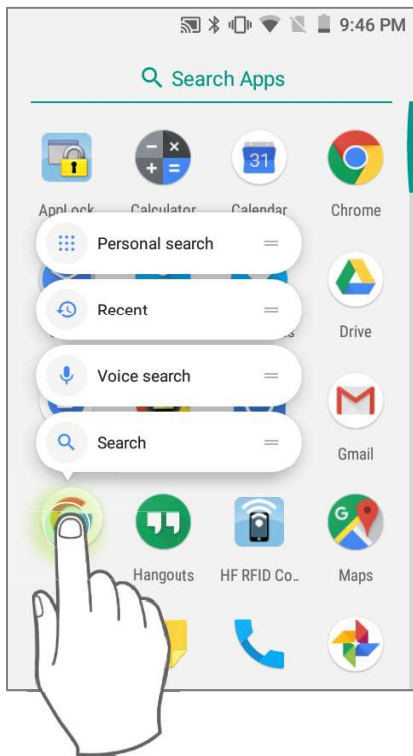 9:46 PM
Search Apps
31
AppLock Calculator Calendar Chrome
Personal search
Recent
Drive
Voice search
Search
Gmail
G
Hangouts HF RFID Co.. Maps